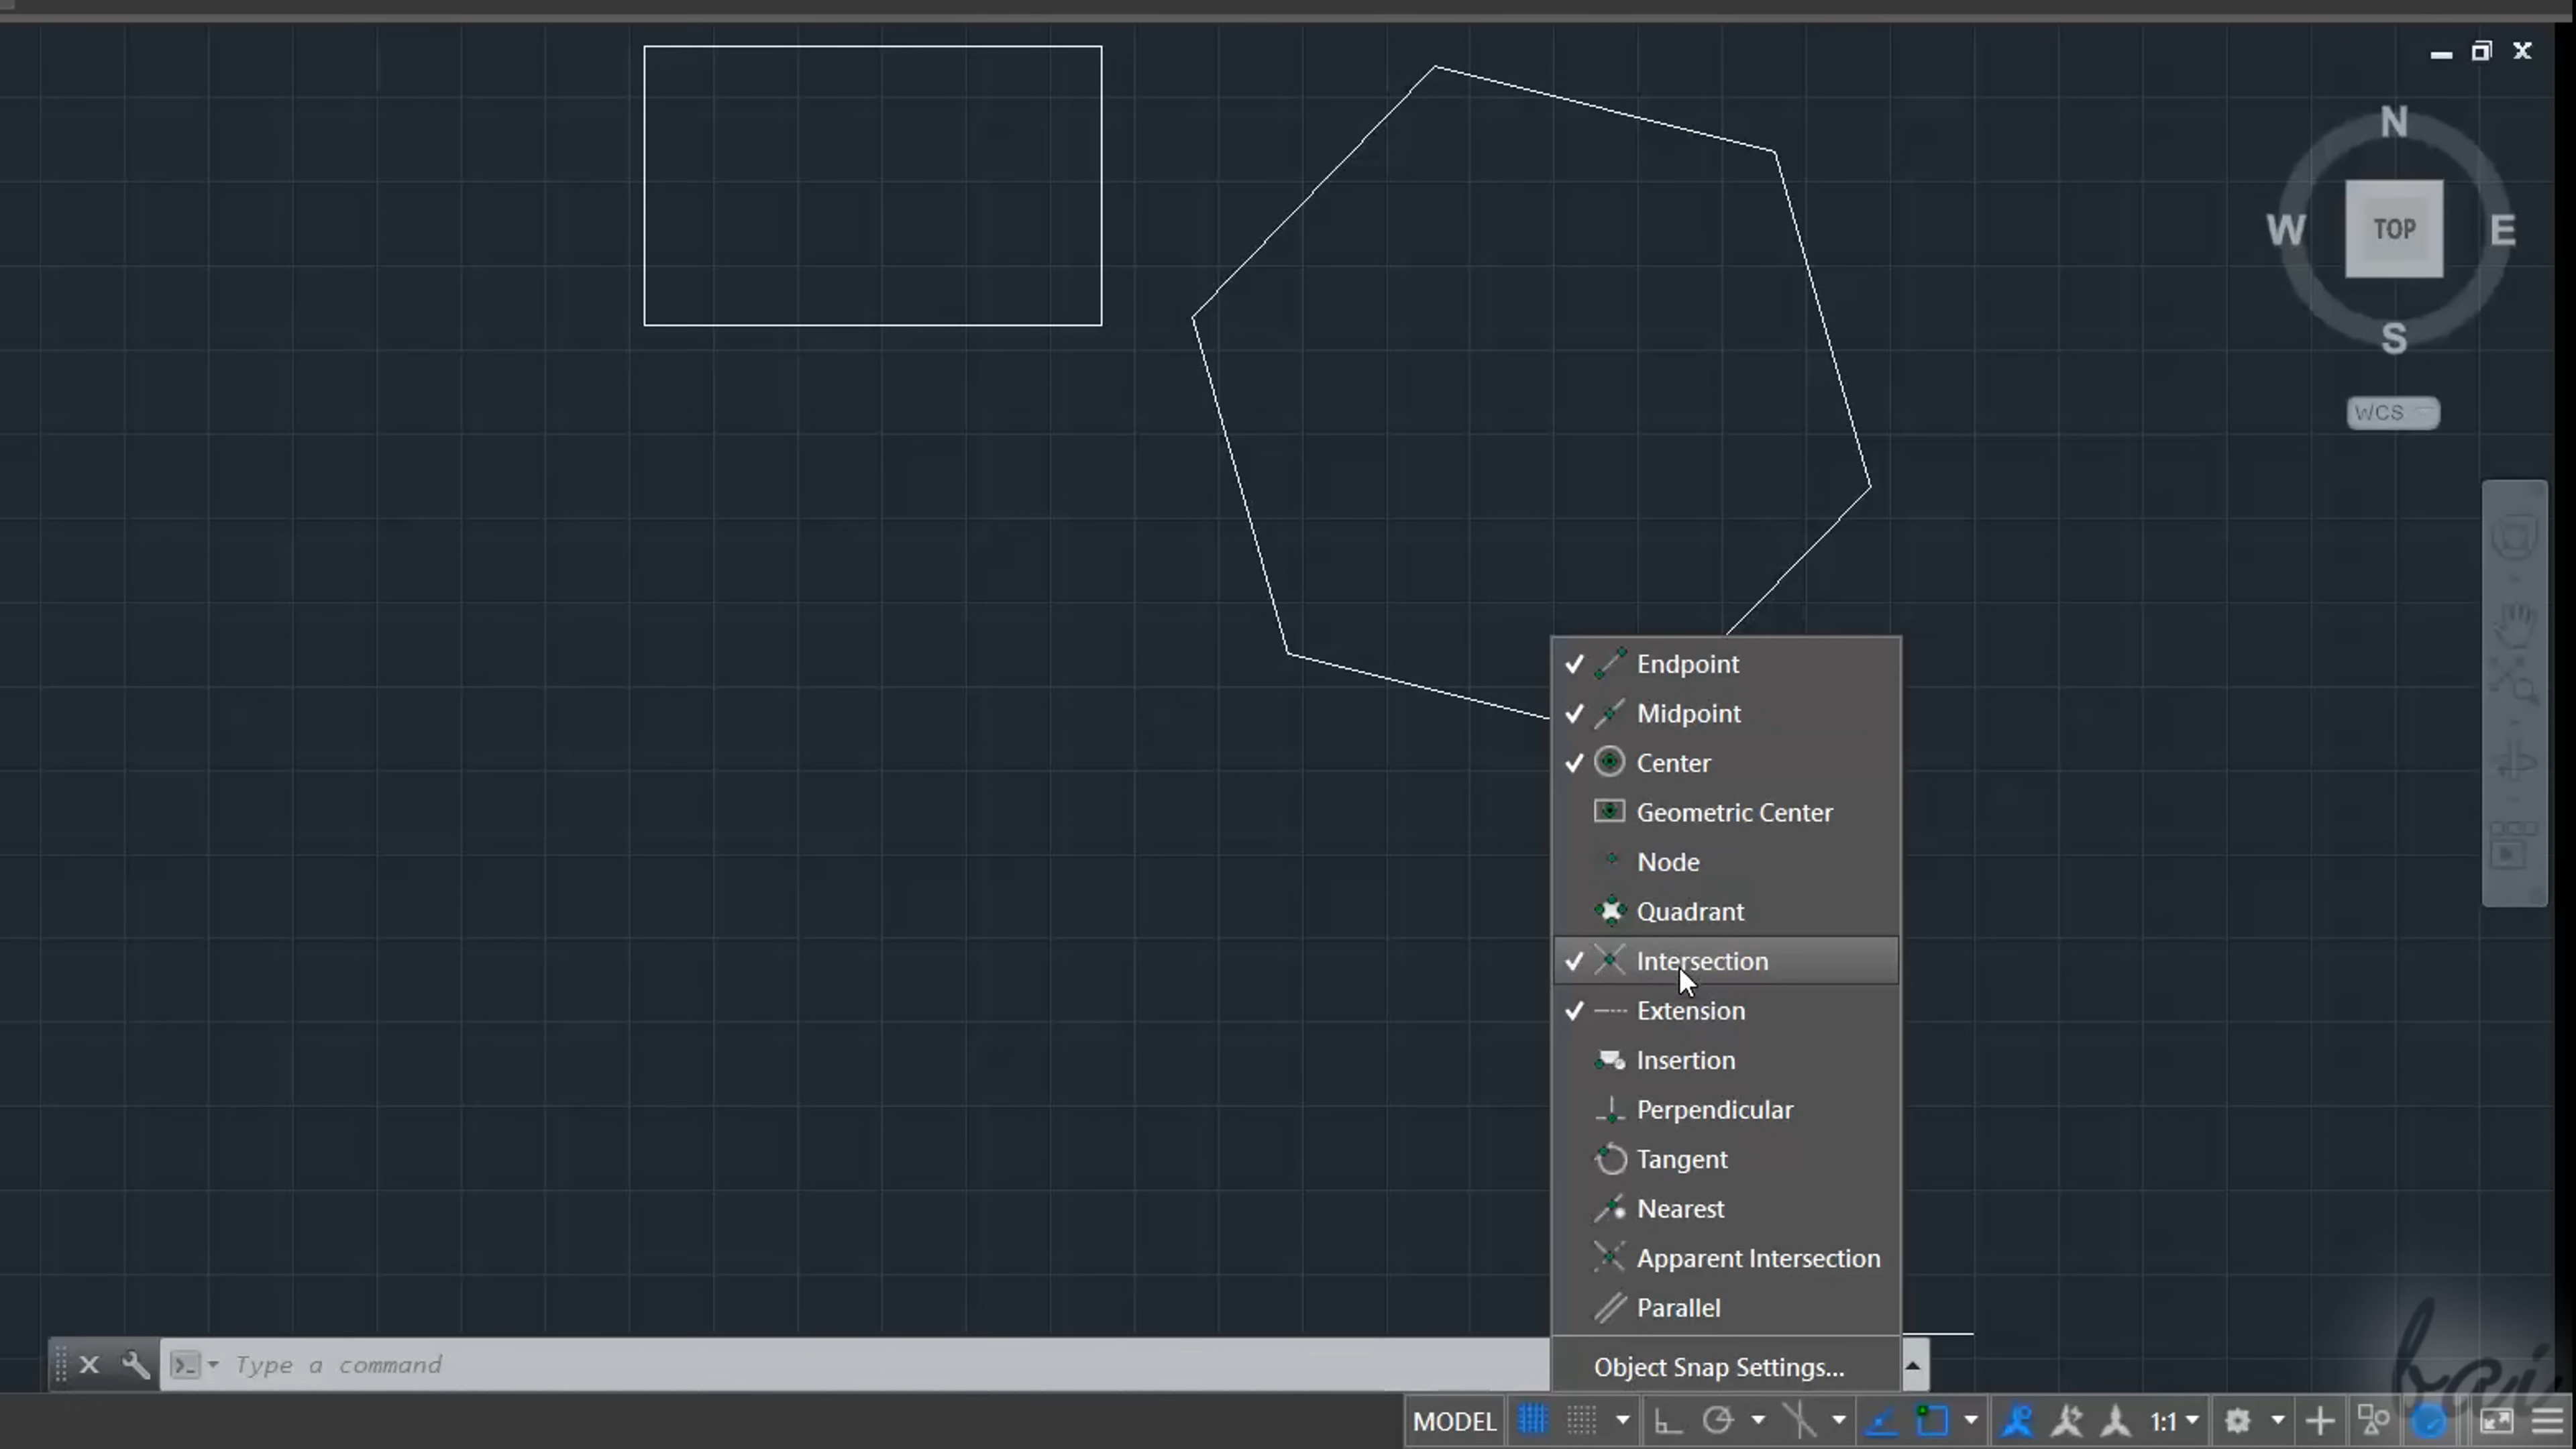 N
W
TOP
E
S
WCS
Endpoint
Midpoint
Center
Geometric Center
Node
Quadrant
Intersection
Extension
Insertion
Perpendicular
Tangent
Nearest
Apparent Intersection
Parallel
Object Snap Settings...
Type a command
MODEL
1:1